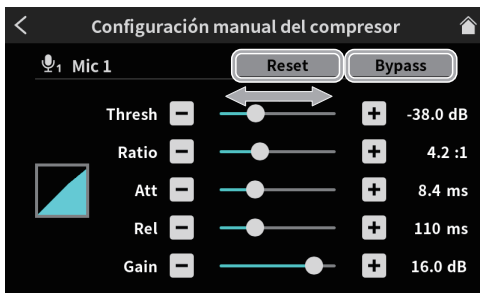 Configuración manual del compresor
1 Mic 1 Reset Bypass
Thresh − + -38.0 dB
Ratio − + 4.2 :1
Att − + 8.4 ms
Rel − + 110 ms
Gain − + 16.0 dB